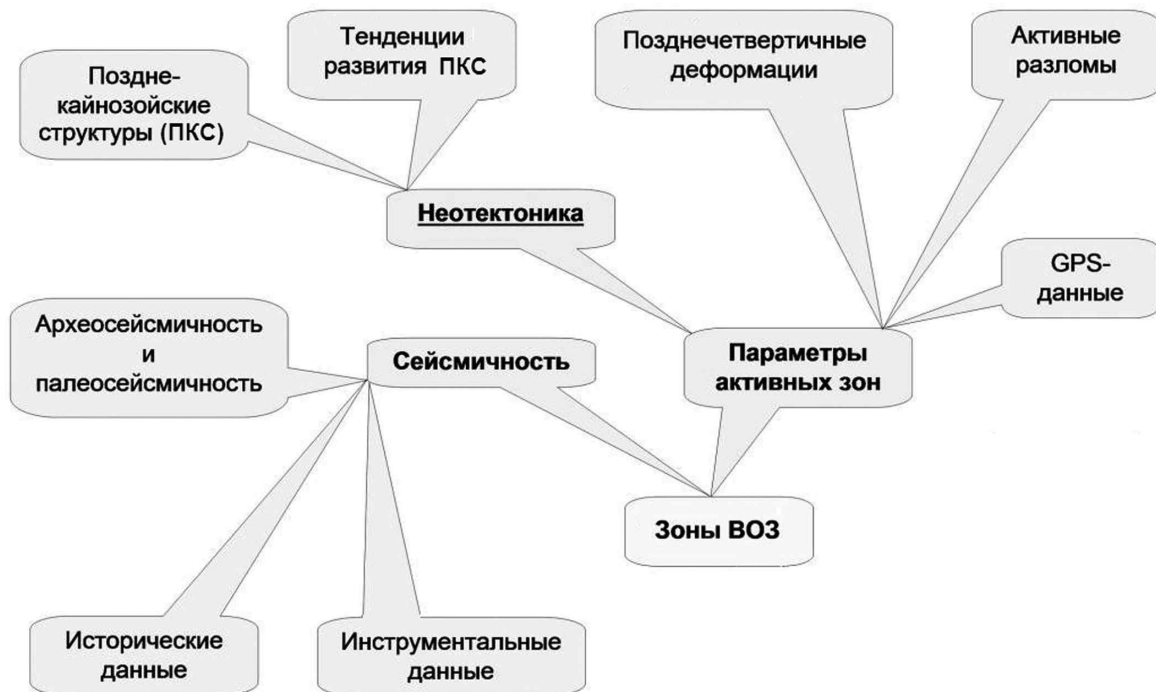 Тенденции
развития ПКС
Позднечетвертичные
деформации
Активные
разломы
Поздне-
кайнозойские
структуры (ПКС)
Неотектоника
GPS-
данные
Археосейсмичность
и
палеосейсмичность
Сейсмичность
Параметры
активных зон
Зоны ВОЗ
Исторические
данные
Инструментальные
данные